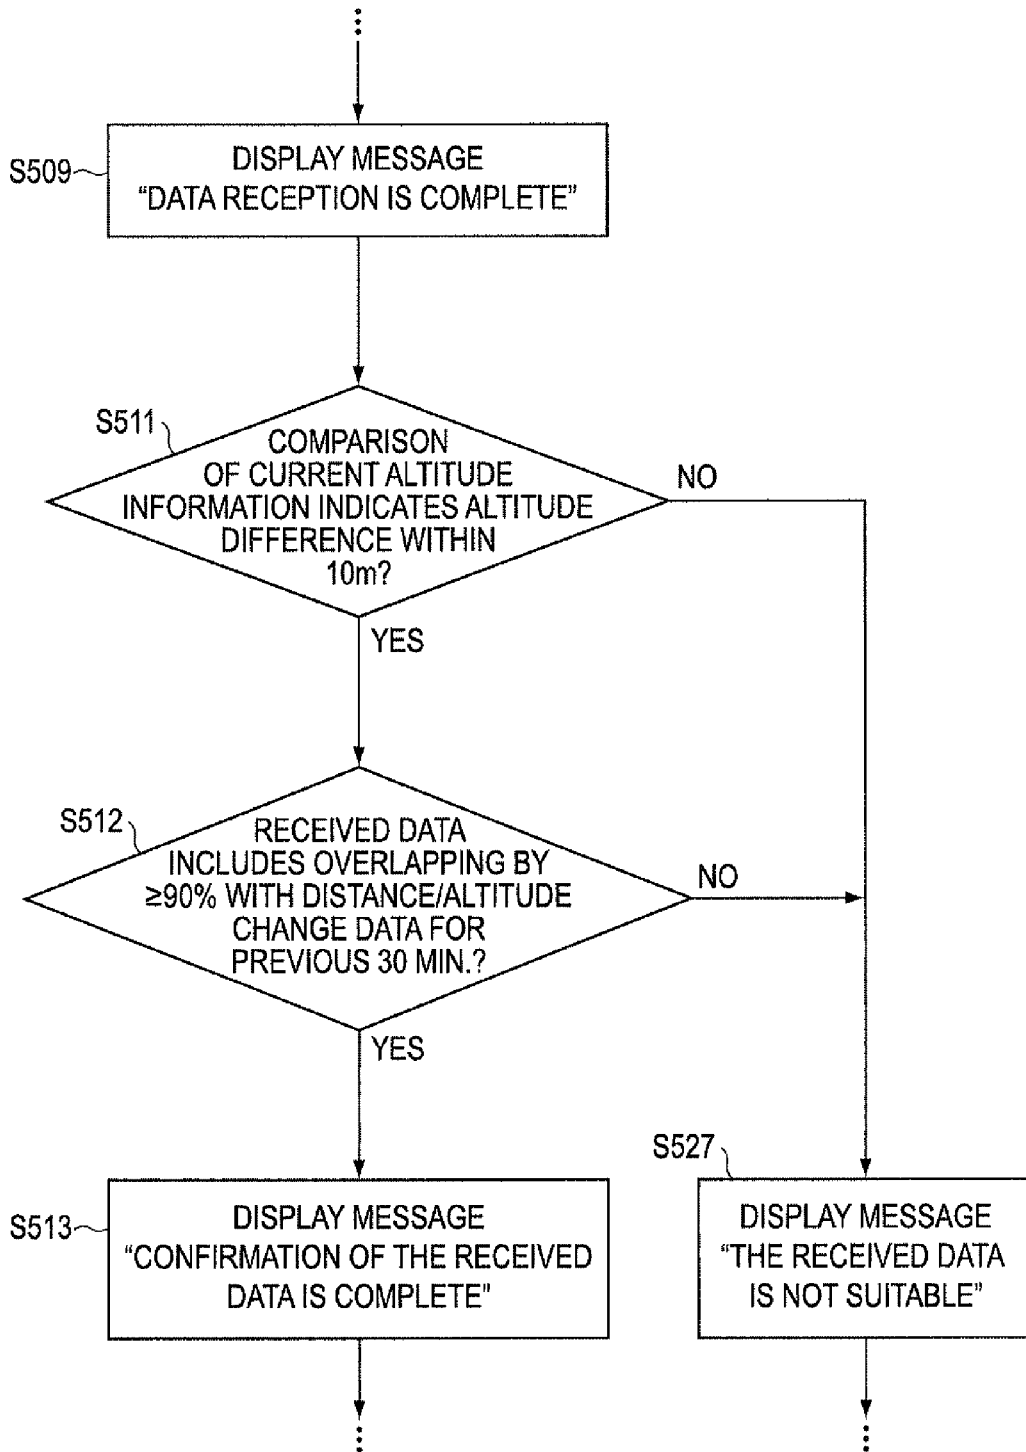 S509
DISPLAY MESSAGE
“DATA RECEPTION IS COMPLETE”
S511
COMPARISON
OF CURRENT ALTITUDE
INFORMATION INDICATES ALTITUDE
DIFFERENCE WITHIN
10m?
NO
YES
S512
RECEIVED DATA
INCLUDES OVERLAPPING BY
≥90% WITH DISTANCE/ALTITUDE
CHANGE DATA FOR
PREVIOUS 30 MIN.?
NO
YES
S513
DISPLAY MESSAGE
“CONFIRMATION OF THE RECEIVED
DATA IS COMPLETE”
S527
DISPLAY MESSAGE
“THE RECEIVED DATA
IS NOT SUITABLE”